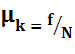 μₖ = f/N